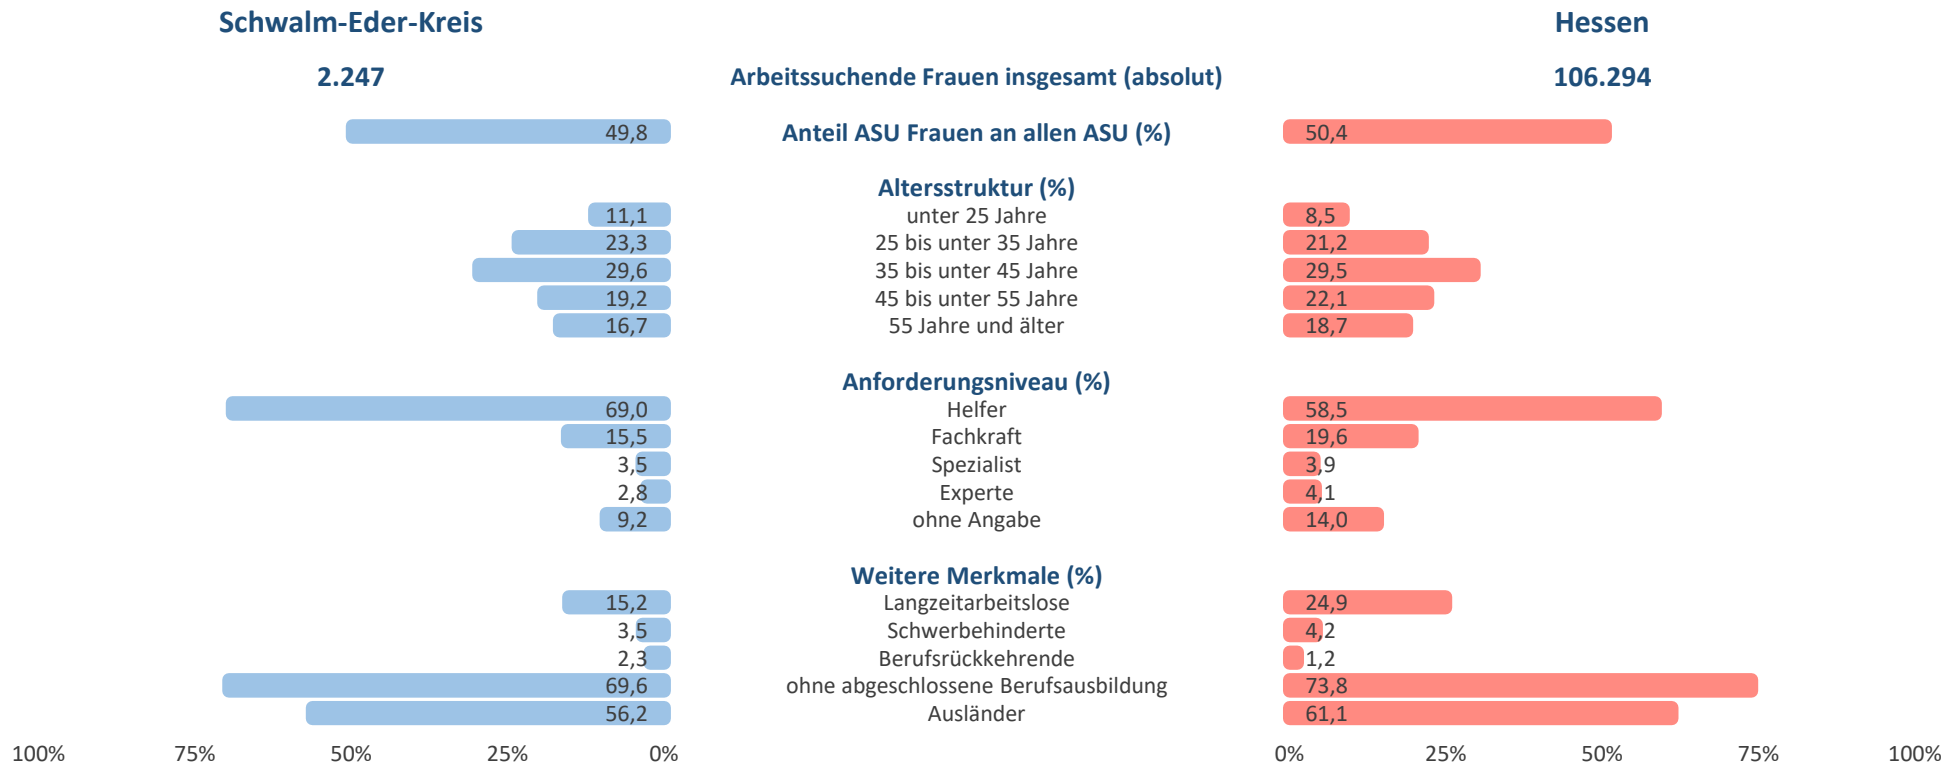 Schwalm-Eder-Kreis Hessen
2.247 Arbeitssuchende Frauen insgesamt (absolut) 106.294
49,8 Anteil ASU Frauen an allen ASU (%) 50,4
Altersstruktur (%)
11,1 unter 25 Jahre 8,5
23,3 25 bis unter 35 Jahre 21,2
29,6 35 bis unter 45 Jahre 29,5
19,2 45 bis unter 55 Jahre 22,1
16,7 55 Jahre und älter 18,7
Anforderungsniveau (%)
69,0 Helfer 58,5
15,5 Fachkraft 19,6
3,5 Spezialist 3,9
2,8 Experte 4,1
9,2 ohne Angabe 14,0
Weitere Merkmale (%)
15,2 Langzeitarbeitslose 24,9
3,5 Schwerbehinderte 4,2
2,3 Berufsrückkehrende 1,2
69,6 ohne abgeschlossene Berufsausbildung 73,8
56,2 Ausländer 61,1
100% 75% 50% 25% 0% 0% 25% 50% 75% 100%